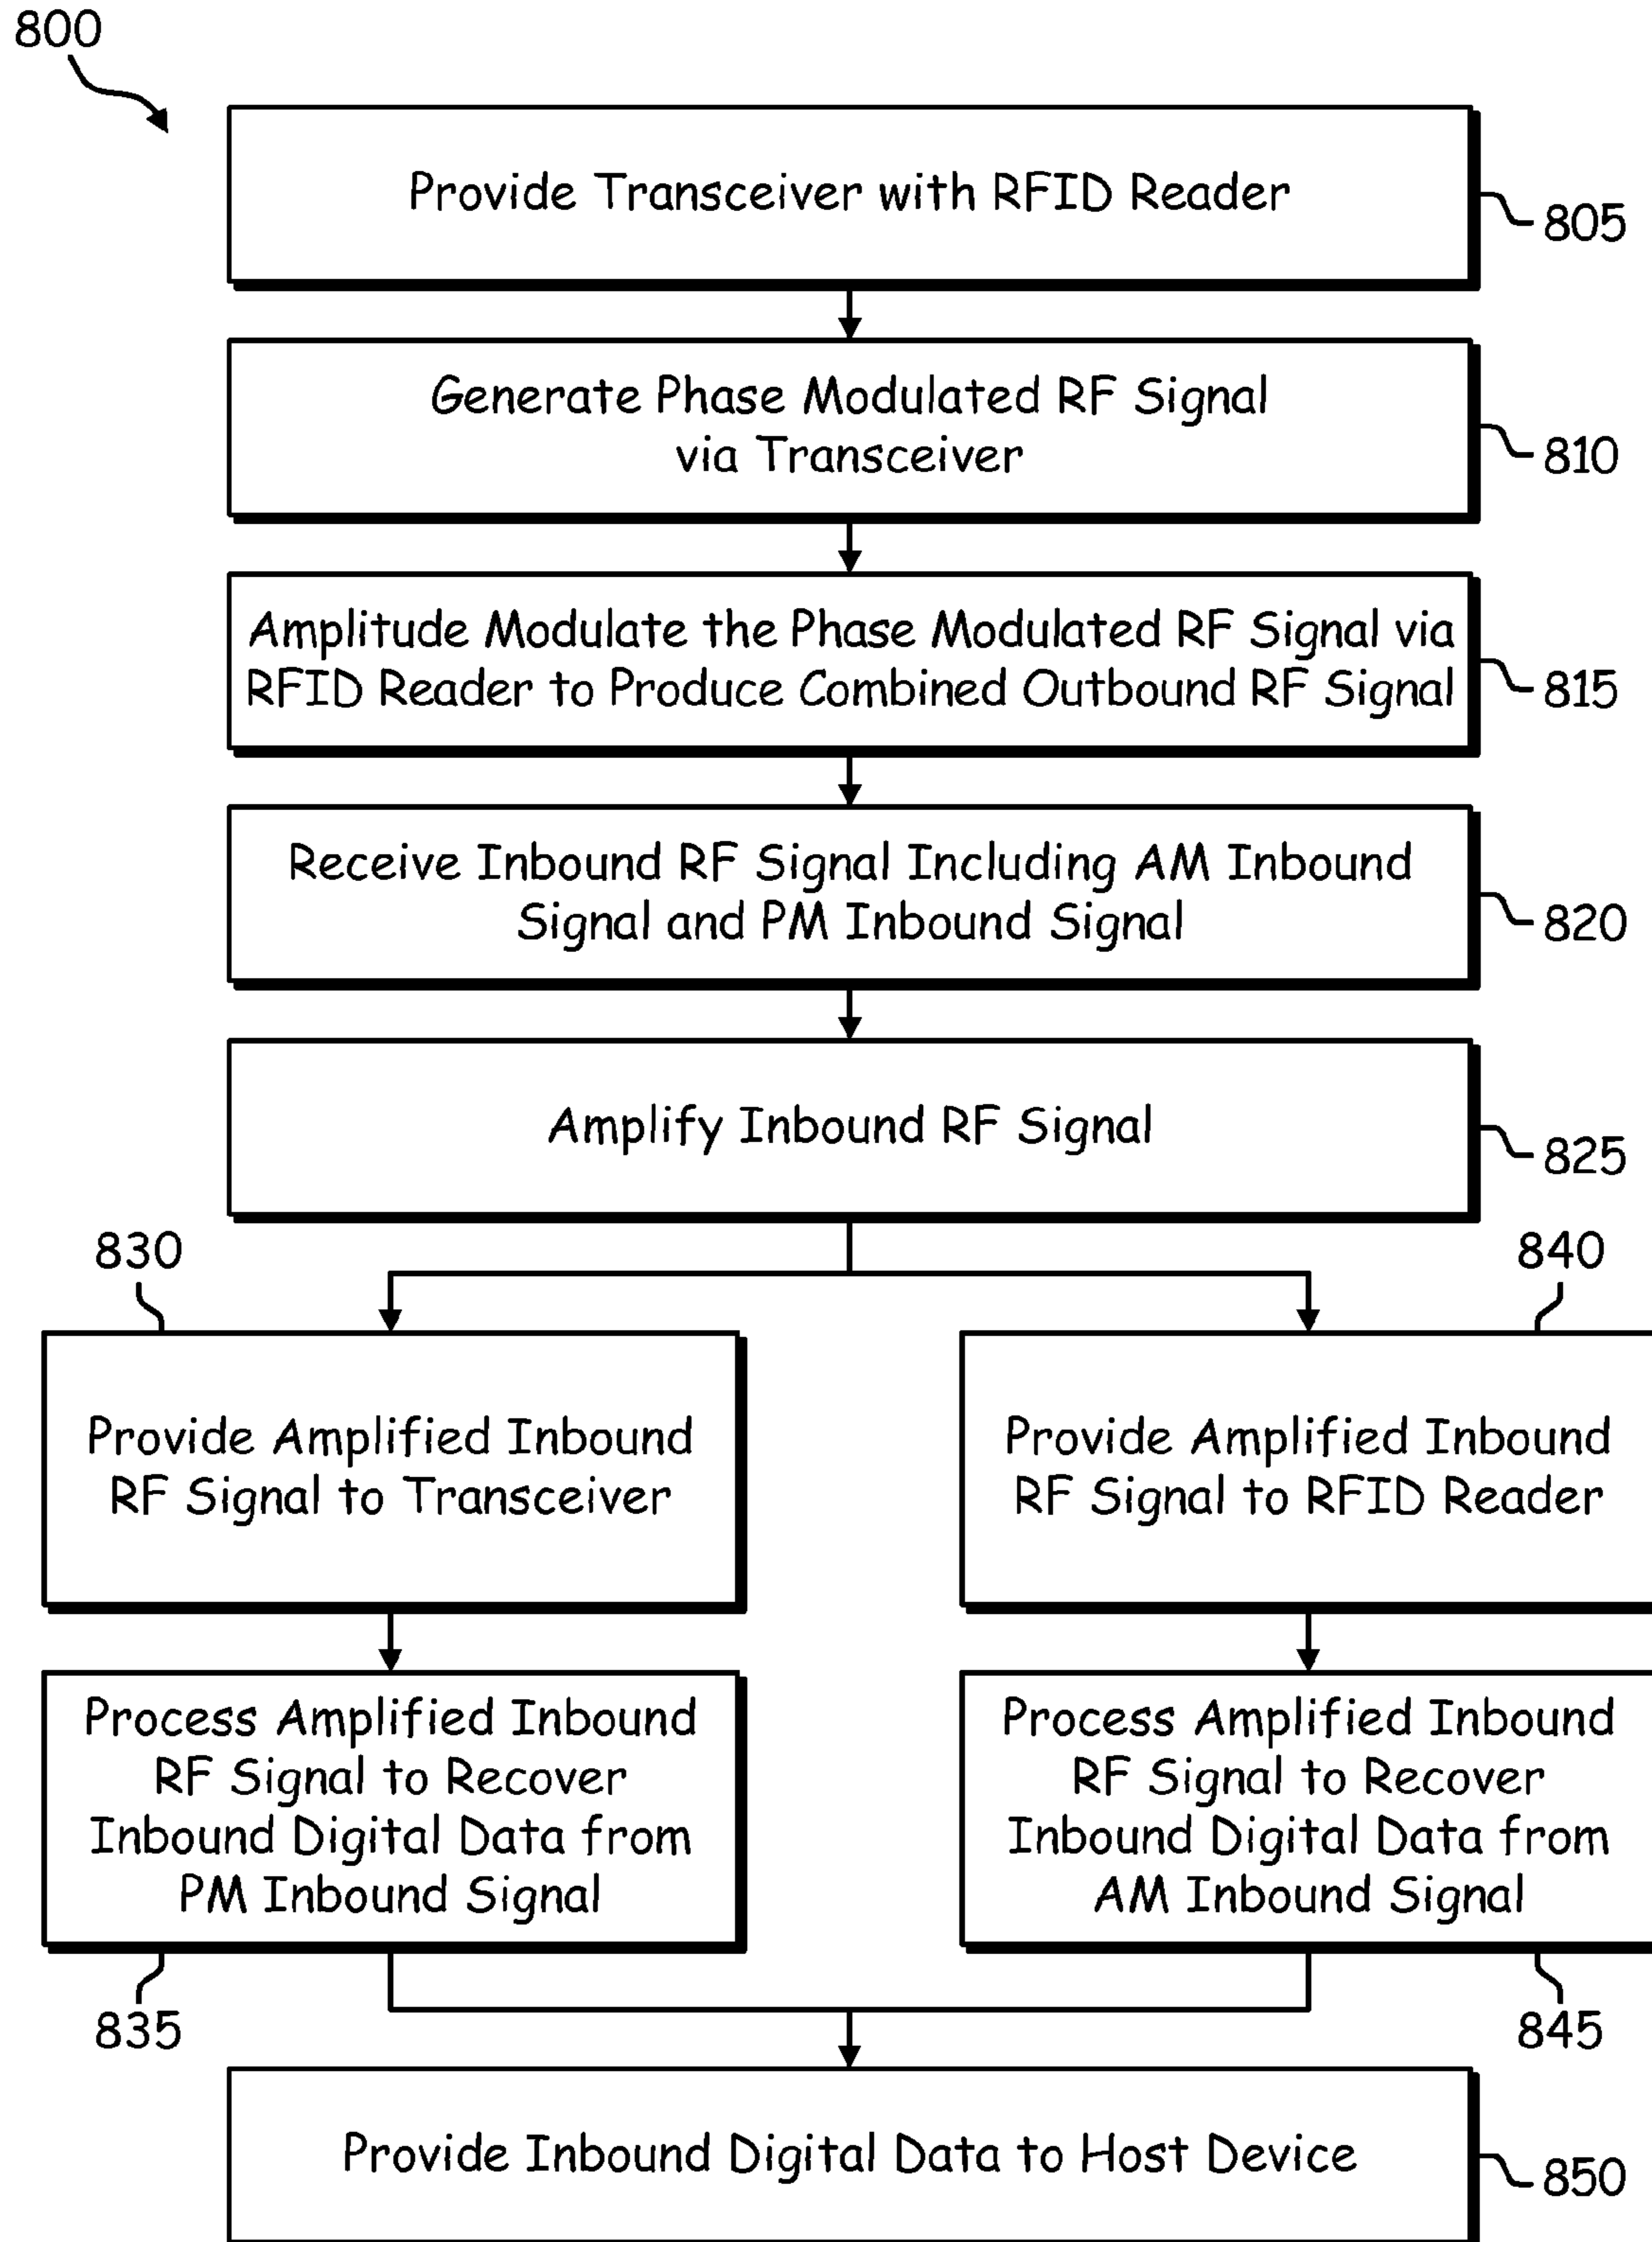 800
Provide Transceiver with RFID Reader
805
Generate Phase Modulated RF Signal
via Transceiver
810
Amplitude Modulate the Phase Modulated RF Signal via
RFID Reader to Produce Combined Outbound RF Signal
815
Receive Inbound RF Signal Including AM Inbound
Signal and PM Inbound Signal
820
Amplify Inbound RF Signal
825
830
Provide Amplified Inbound
RF Signal to Transceiver
840
Provide Amplified Inbound
RF Signal to RFID Reader
Process Amplified Inbound
RF Signal to Recover
Inbound Digital Data from
PM Inbound Signal
835
Process Amplified Inbound
RF Signal to Recover
Inbound Digital Data from
AM Inbound Signal
845
Provide Inbound Digital Data to Host Device
850